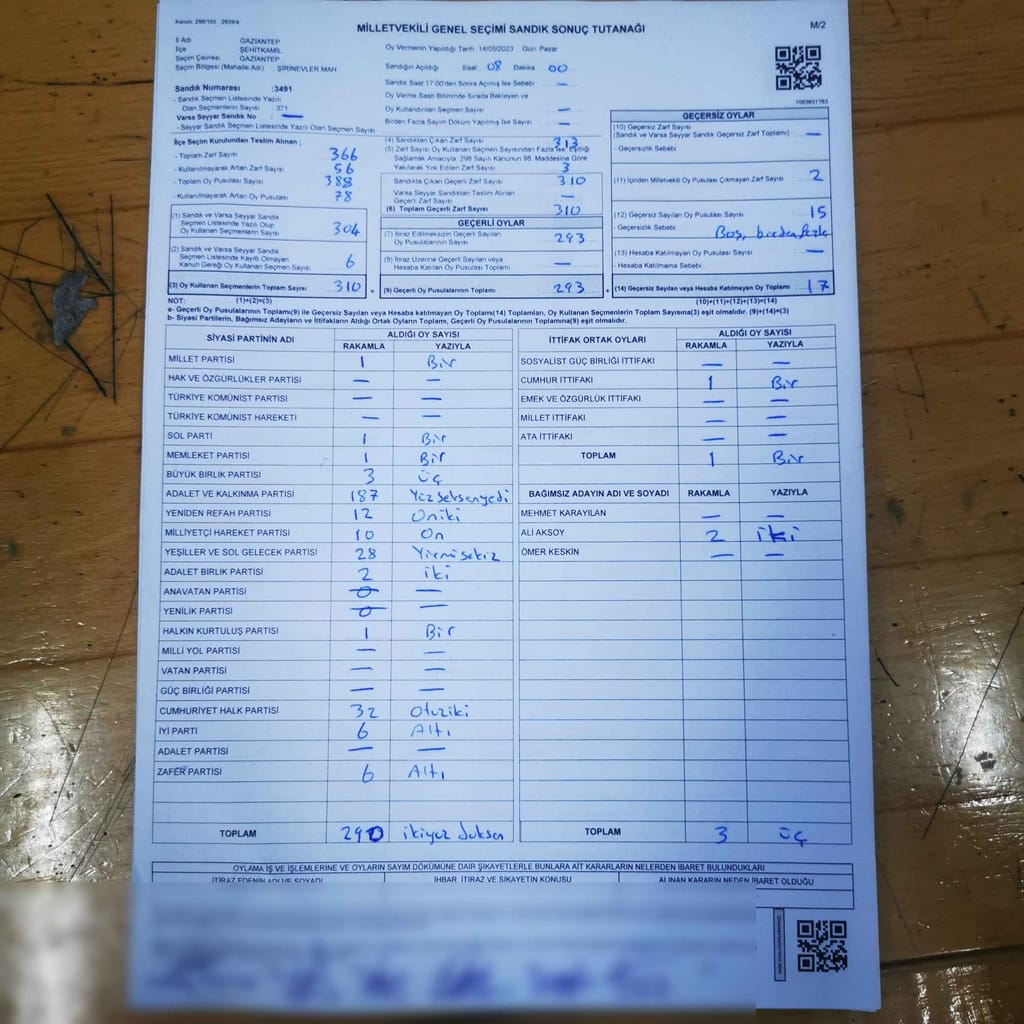 Kanun: 298/105 : 2839/4
MİLLETVEKİLİ GENEL SEÇİMİ SANDIK SONUÇ TUTANAĞI
M/2
İl Adı GAZİANTEP
İlçe ŞEHİTKAMİL
Seçim Çevresi GAZİANTEP
Seçim Bölgesi (Mahalle Adı) ŞİRİNEVLER MAH
Sandık Numarası :3491
- Sandık Seçmen Listesinde Yazılı
Olan Seçmenlerin Sayısı 371
Varsa Seyyar Sandık No : —
- Seyyar Sandık Seçmen Listesinde Yazılı Olan Seçmen Sayısı
Oy Vermenin Yapıldığı Tarih 14/05/2023 Gün Pazar
Sandığın Açıldığı Saat 08 Dakika 00
Sandık Saat 17:00'den Sonra Açılmış İse Sebebi —
Oy Verme Saati Bitiminde Sırada Bekleyen ve
Oy Kullandırılan Seçmen Sayısı —
Birden Fazla Sayım Döküm Yapılmış İse Sayısı —
1083651783
İlçe Seçim Kurulundan Teslim Alınan ;
- Toplam Zarf Sayısı 366
- Kullanılmayarak Artan Zarf Sayısı 56
- Toplam Oy Pusulası Sayısı 388
- Kullanılmayarak Artan Oy Pusulası 78
(1) Sandık ve Varsa Seyyar Sandık
Seçmen Listesinde Yazılı Olup
Oy Kullanan Seçmen Sayısı 304
(2) Sandık ve Varsa Seyyar Sandık
Seçmen Listesinde Kayıtlı Olmayan
Kanun Gereği Oy Kullanan Seçmen Sayısı 6
(3) Oy Kullanan Seçmenlerin Toplam Sayısı 310 =
(4) Sandıktan Çıkan Zarf Sayısı 313
(5) Zarf Sayısı Oy Kullanan Seçmen Sayısından Fazla İse, Eşitliği
Sağlamak Amacıyla, 298 Sayılı Kanunun 98. Maddesine Göre
Yakılarak Yok Edilen Zarf Sayısı 3
Sandıkta Çıkan Geçerli Zarf Sayısı 310
Varsa Seyyar Sandıktan Teslim Alınan
Geçerli Zarf Sayısı —
(6) Toplam Geçerli Zarf Sayısı 310
GEÇERLİ OYLAR
(7) İtiraz Edilmeksizin Geçerli Sayılan
Oy Pusulalarının Sayısı 293
(8) İtiraz Üzerine Geçerli Sayılan veya
Hesaba Katılan Oy Pusulası Toplamı —
(9) Geçerli Oy Pusulalarının Toplamı 293 +
GEÇERSİZ OYLAR
(10) Geçersiz Zarf Sayısı
(Sandık ve Varsa Seyyar Sandık Geçersiz Zarf Toplamı) —
- Geçersizlik Sebebi
(11) İçinden Milletvekili Oy Pusulası Çıkmayan Zarf Sayısı 2
(12) Geçersiz Sayılan Oy Pusulası Sayısı 15
- Geçersizlik Sebebi Boş, birden fazla
(13) Hesaba Katılmayan Oy Pusulası Sayısı —
- Hesaba Katılmama Sebebi
(14) Geçersiz Sayılan veya Hesaba Katılmayan Oy Toplamı 17
NOT: (1)+(2)=(3) (10)+(11)+(12)+(13)=(14)
a- Geçerli Oy Pusulalarının Toplamı(9) ile Geçersiz Sayılan veya Hesaba katılmayan Oy Toplamı(14) Toplamları, Oy Kullanan Seçmenlerin Toplam Sayısına(3) eşit olmalıdır. (9)+(14)=(3)
b- Siyasi Partilerin, Bağımsız Adayların ve İttifakların Aldığı Ortak Oyların Toplamı, Geçerli Oy Pusulalarının Toplamına(9) eşit olmalıdır.
SİYASİ PARTİNİN ADI ALDIĞI OY SAYISI
RAKAMLA YAZIYLA
MİLLET PARTİSİ 1 Bir
HAK VE ÖZGÜRLÜKLER PARTİSİ — —
TÜRKİYE KOMÜNİST PARTİSİ — —
TÜRKİYE KOMÜNİST HAREKETİ — —
SOL PARTİ 1 Bir
MEMLEKET PARTİSİ 1 Bir
BÜYÜK BİRLİK PARTİSİ 3 üç
ADALET VE KALKINMA PARTİSİ 187 Yüzseksenyedi
YENİDEN REFAH PARTİSİ 12 Oniki
MİLLİYETÇİ HAREKET PARTİSİ 10 On
YEŞİLLER VE SOL GELECEK PARTİSİ 28 Yirmisekiz
ADALET BİRLİK PARTİSİ 2 iki
ANAVATAN PARTİSİ 0 —
YENİLİK PARTİSİ 0 —
HALKIN KURTULUŞ PARTİSİ 1 Bir
MİLLİ YOL PARTİSİ — —
VATAN PARTİSİ — —
GÜÇ BİRLİĞİ PARTİSİ — —
CUMHURİYET HALK PARTİSİ 32 Otuziki
İYİ PARTİ 6 Altı
ADALET PARTİSİ — —
ZAFER PARTİSİ 6 Altı
TOPLAM 290 ikiyüz doksan
İTTİFAK ORTAK OYLARI ALDIĞI OY SAYISI
RAKAMLA YAZIYLA
SOSYALİST GÜÇ BİRLİĞİ İTTİFAKI — —
CUMHUR İTTİFAKI 1 Bir
EMEK VE ÖZGÜRLÜK İTTİFAKI — —
MİLLET İTTİFAKI — —
ATA İTTİFAKI — —
TOPLAM 1 Bir
BAĞIMSIZ ADAYIN ADI VE SOYADI RAKAMLA YAZIYLA
MEHMET KARAYILAN — —
ALİ AKSOY 2 iki
ÖMER KESKİN — —
TOPLAM 3 üç
OYLAMA İŞ VE İŞLEMLERİNE VE OYLARIN SAYIM DÖKÜMÜNE DAİR ŞİKAYETLERLE BUNLARA AİT KARARLARIN NELERDEN İBARET BULUNDUKLARI
İTİRAZ EDENİN ADI VE SOYADI İHBAR, İTİRAZ VE ŞİKAYETİN KONUSU ALINAN KARARIN NEDEN İBARET OLDUĞU